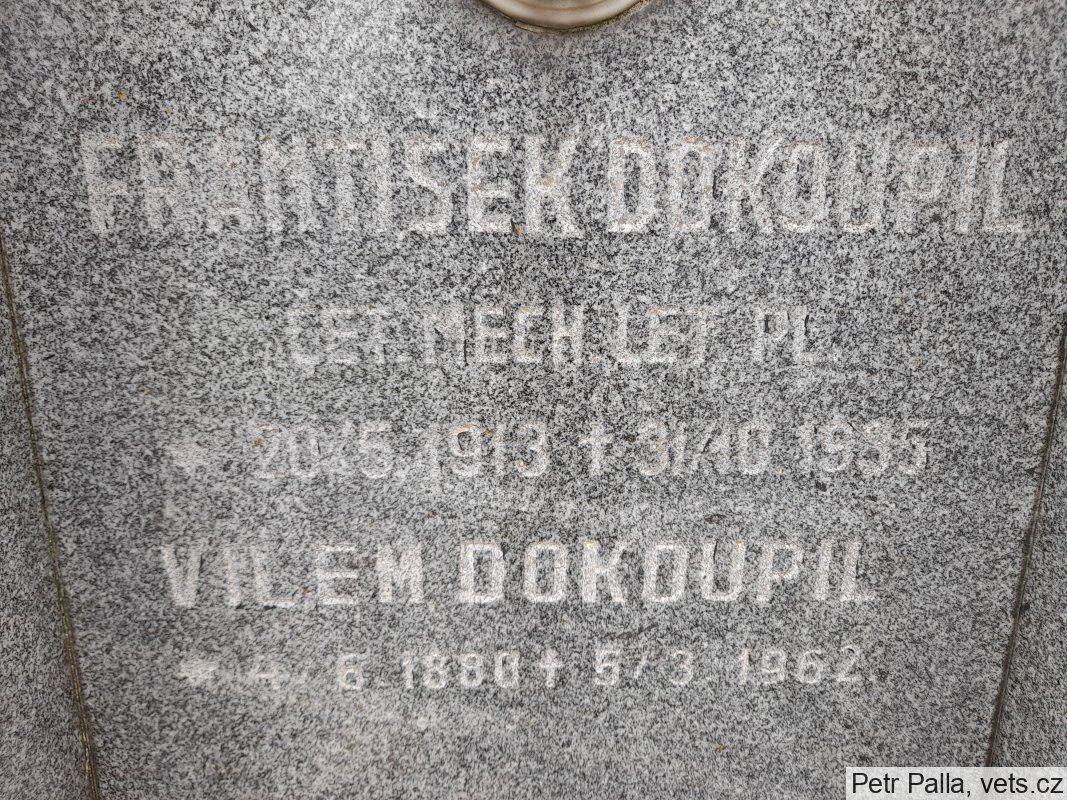 FRANTIŠEK DOKOUPIL
ČET. MECH. LET. PL.
* 20/5. 1913 † 31/10. 1935
VILÉM DOKOUPIL
* 4/6. 1880 † 5/3. 1962.
Petr Palla, vets.cz